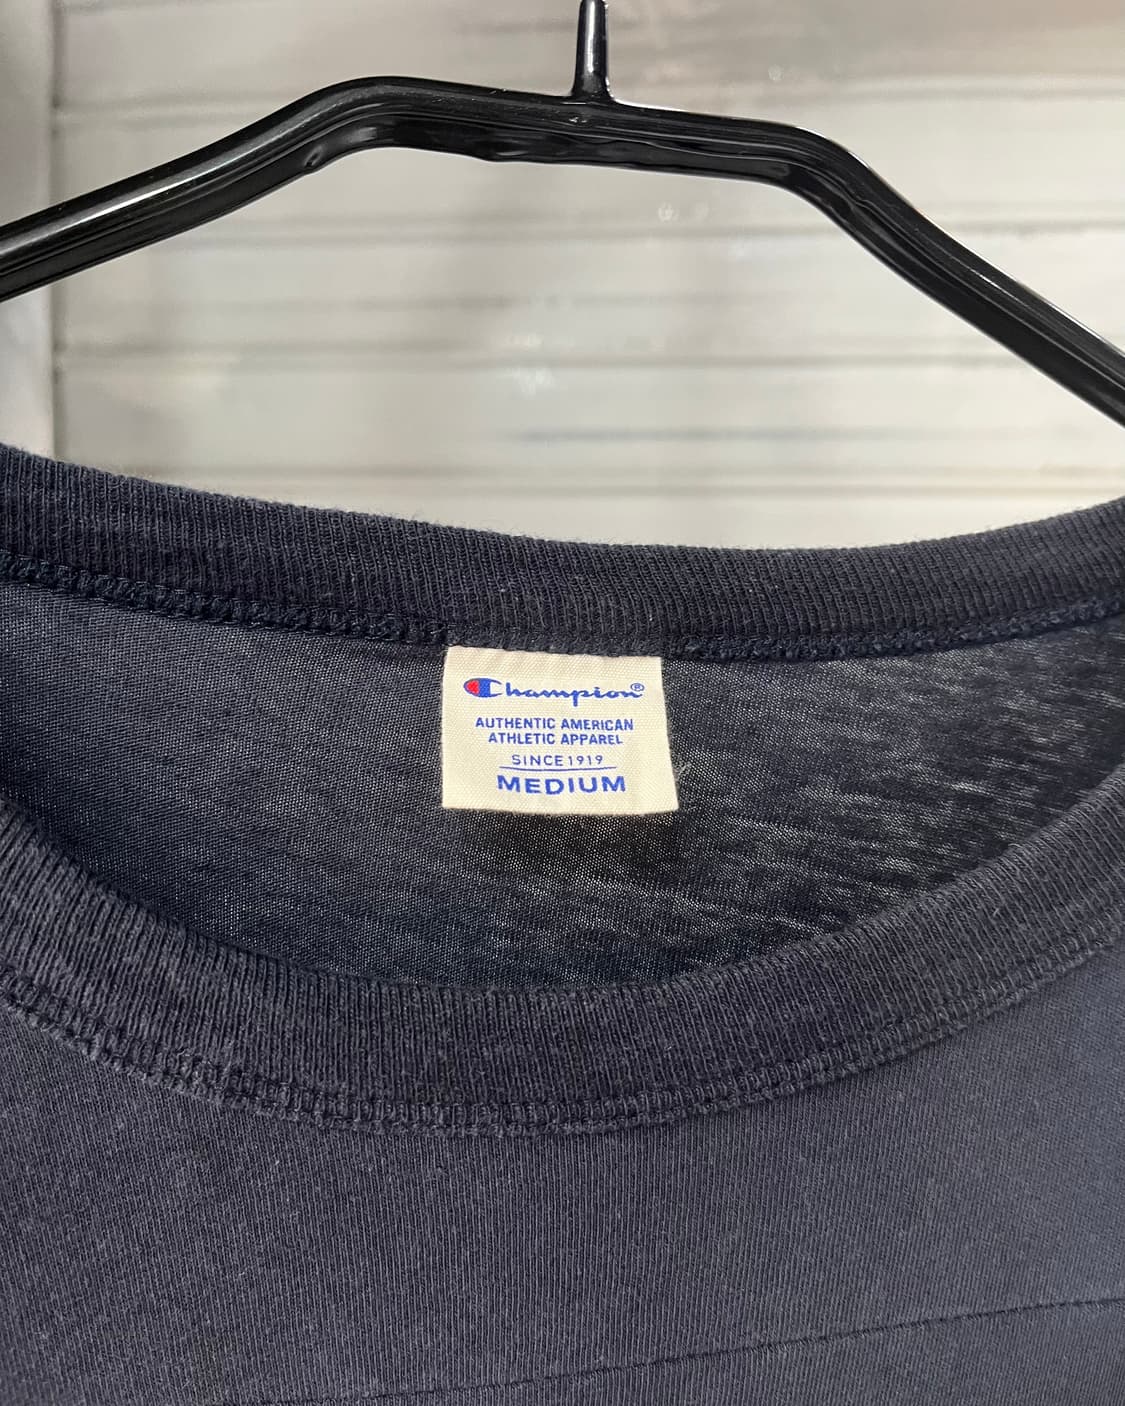 Champion®
AUTHENTIC AMERICAN
ATHLETIC APPAREL
SINCE 1919
MEDIUM